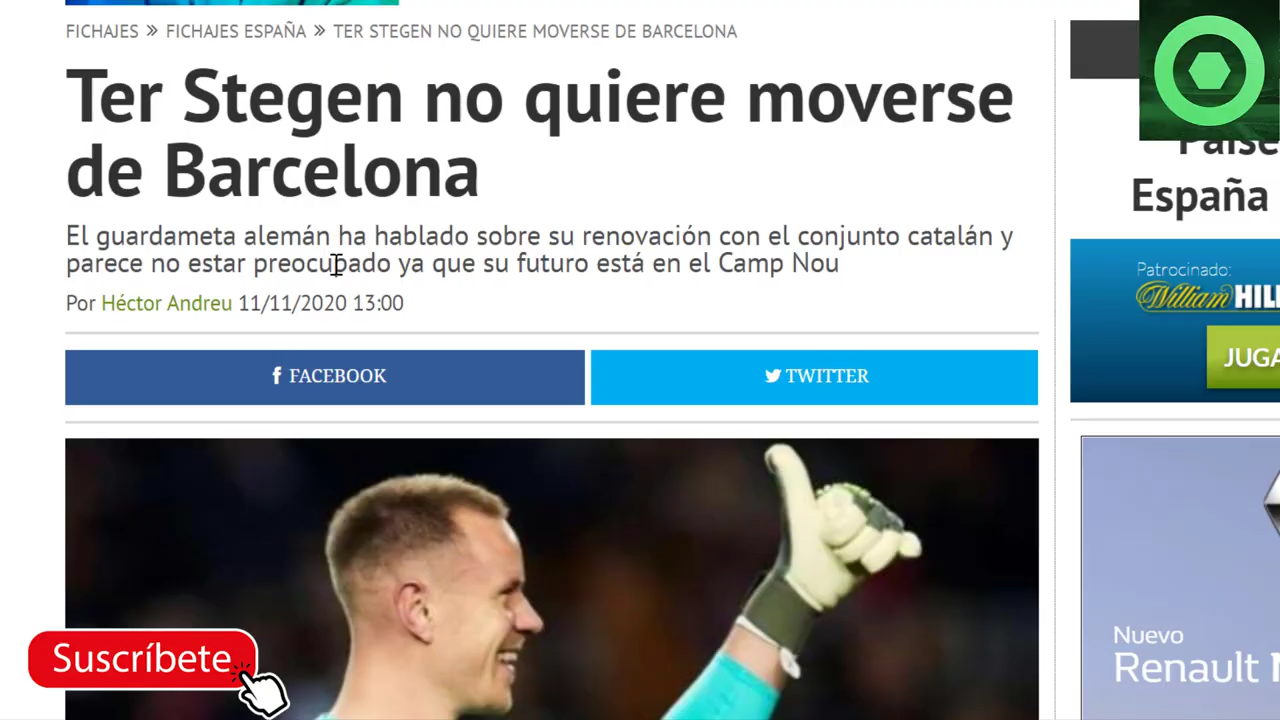 FICHAJES » FICHAJES ESPAÑA » TER STEGEN NO QUIERE MOVERSE DE BARCELONA
Ter Stegen no quiere moverse
de Barcelona
El guardameta alemán ha hablado sobre su renovación con el conjunto catalán y
parece no estar preocupado ya que su futuro está en el Camp Nou
Por Héctor Andreu 11/11/2020 13:00
FACEBOOK
TWITTER
España
Patrocinado:
William HILL
Nuevo
Renault
Suscríbete